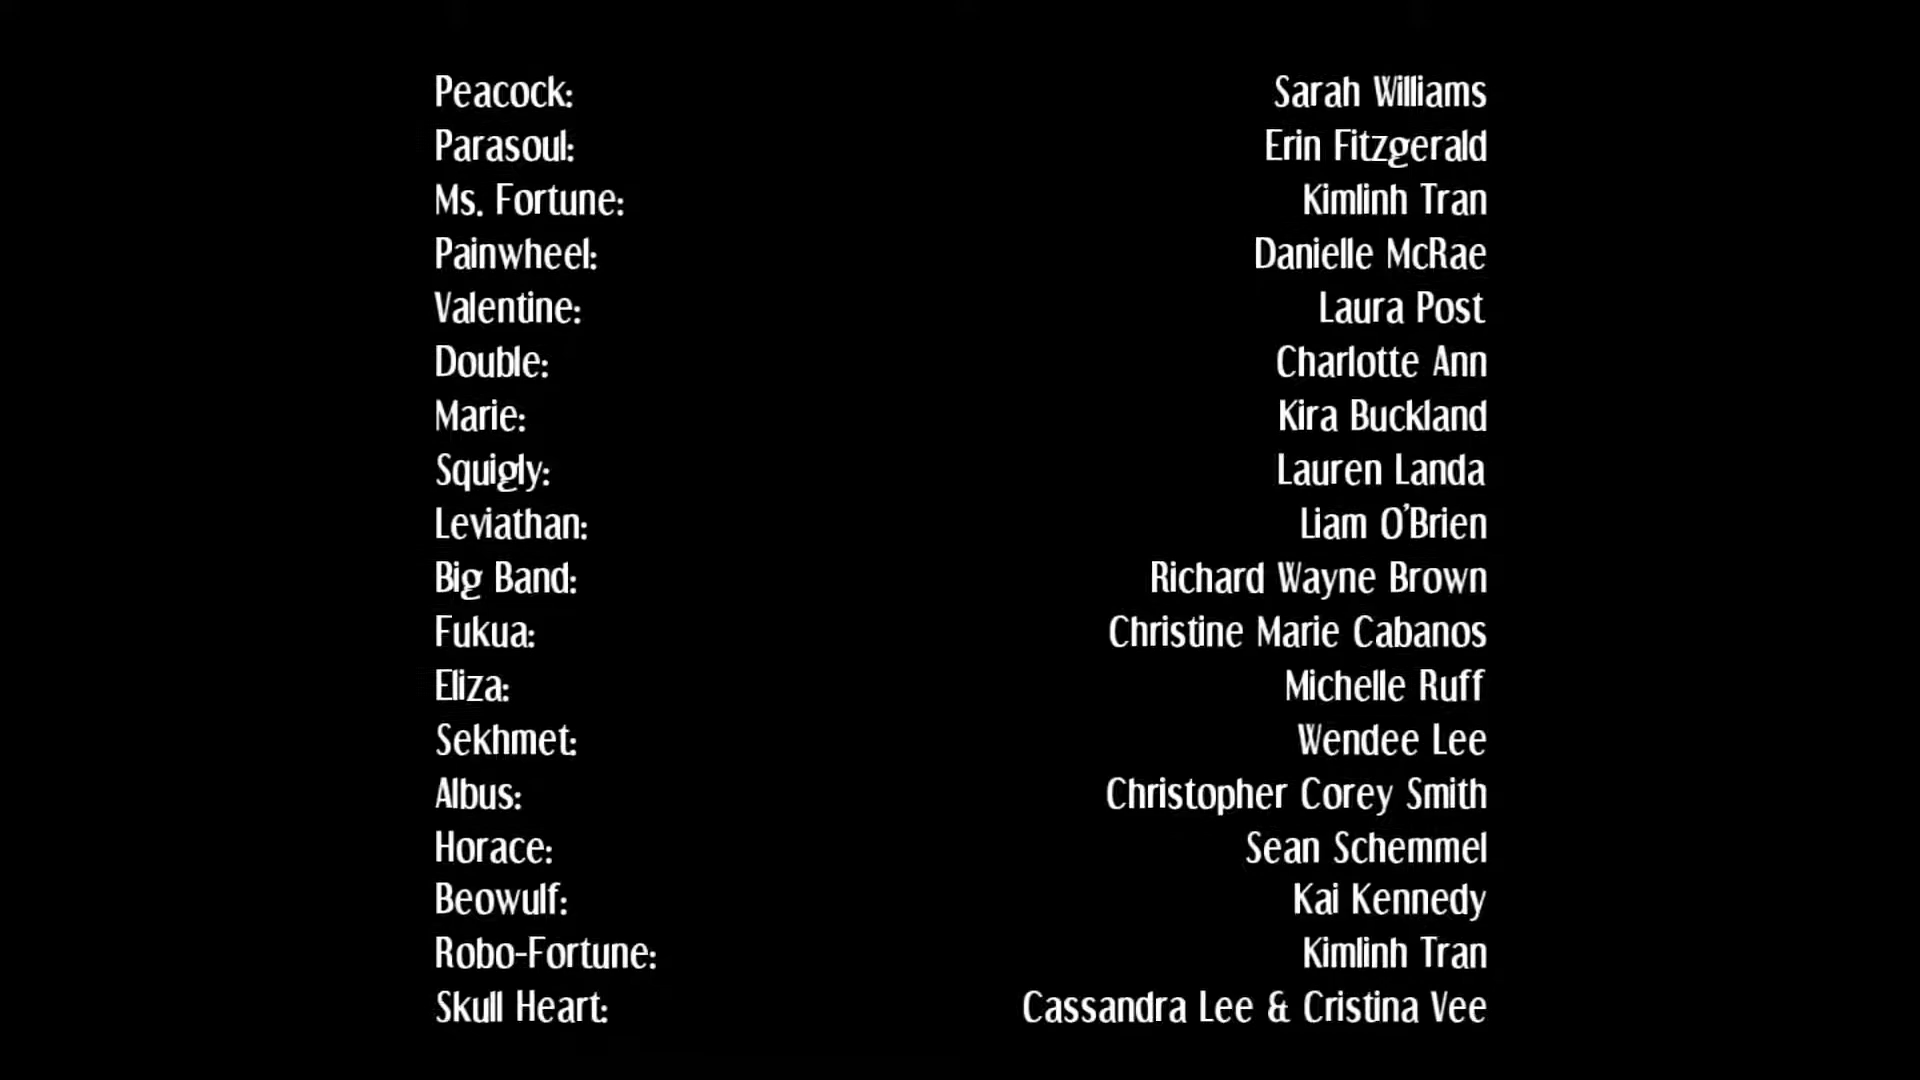 Peacock: Sarah Williams
Parasoul: Erin Fitzgerald
Ms. Fortune: Kimlinh Tran
Painwheel: Danielle McRae
Valentine: Laura Post
Double: Charlotte Ann
Marie: Kira Buckland
Squigly: Lauren Landa
Leviathan: Liam O'Brien
Big Band: Richard Wayne Brown
Fukua: Christine Marie Cabanos
Eliza: Michelle Ruff
Sekhmet: Wendee Lee
Albus: Christopher Corey Smith
Horace: Sean Schemmel
Beowulf: Kai Kennedy
Robo-Fortune: Kimlinh Tran
Skull Heart: Cassandra Lee & Cristina Vee